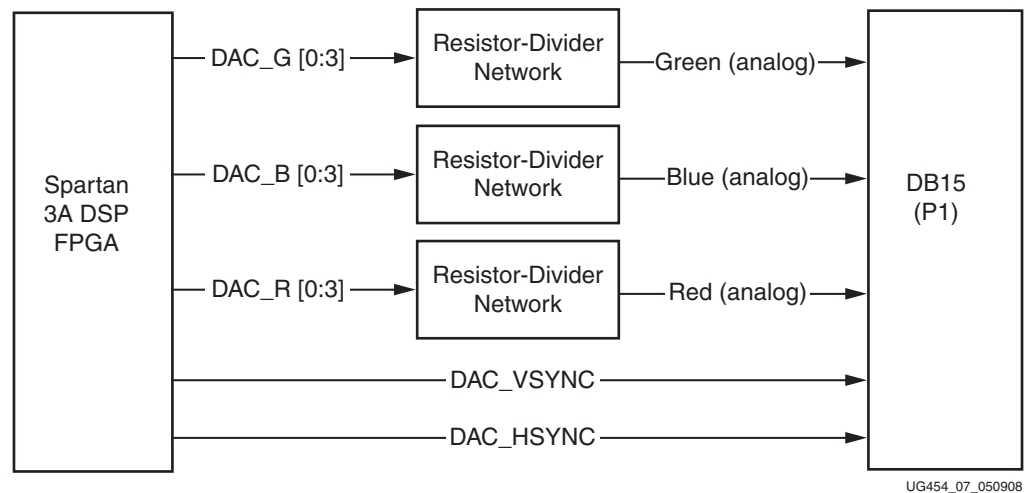 Spartan
3A DSP
FPGA
DAC_G [0:3]
Resistor-Divider
Network
Green (analog)
DAC_B [0:3]
Resistor-Divider
Network
Blue (analog)
DAC_R [0:3]
Resistor-Divider
Network
Red (analog)
DAC_VSYNC
DAC_HSYNC
DB15
(P1)
UG454_07_050908